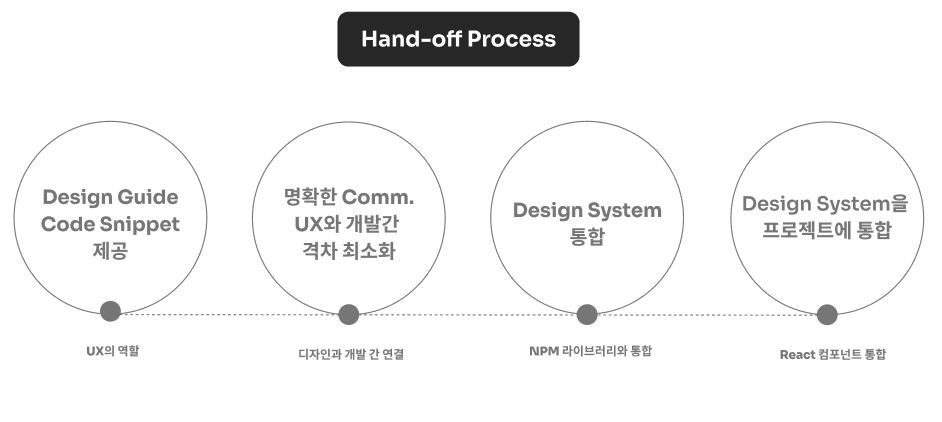 Hand-off Process
Design Guide
Code Snippet
제공
명확한 Comm.
UX와 개발간
격차 최소화
Design System
통합
Design System을
프로젝트에 통합
UX의 역할
디자인과 개발 간 연결
NPM 라이브러리와 통합
React 컴포넌트 통합